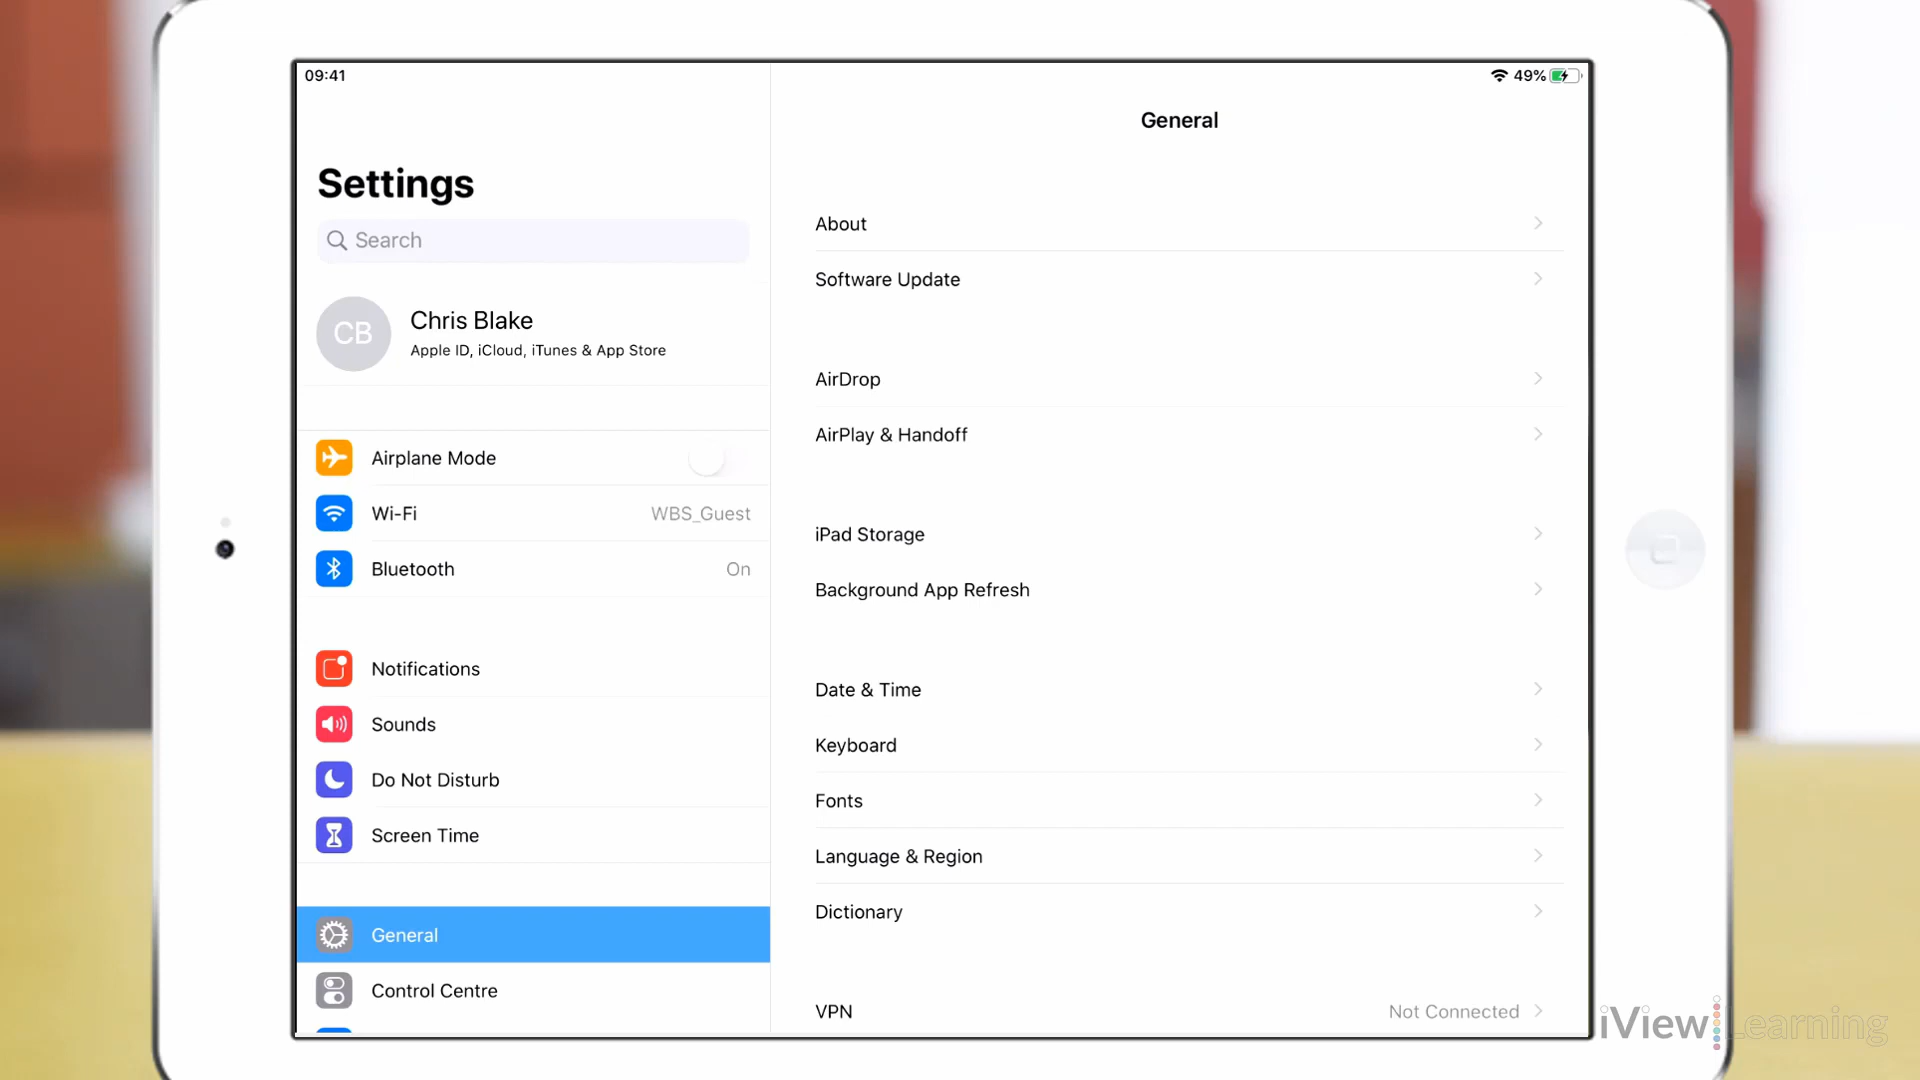 09:41
49%
Settings
Search
CB
Chris Blake
Apple ID, iCloud, iTunes & App Store
Airplane Mode
Wi-Fi WBS_Guest
Bluetooth On
Notifications
Sounds
Do Not Disturb
Screen Time
General
Control Centre
General
About
Software Update
AirDrop
AirPlay & Handoff
iPad Storage
Background App Refresh
Date & Time
Keyboard
Fonts
Language & Region
Dictionary
VPN Not Connected
iView Learning